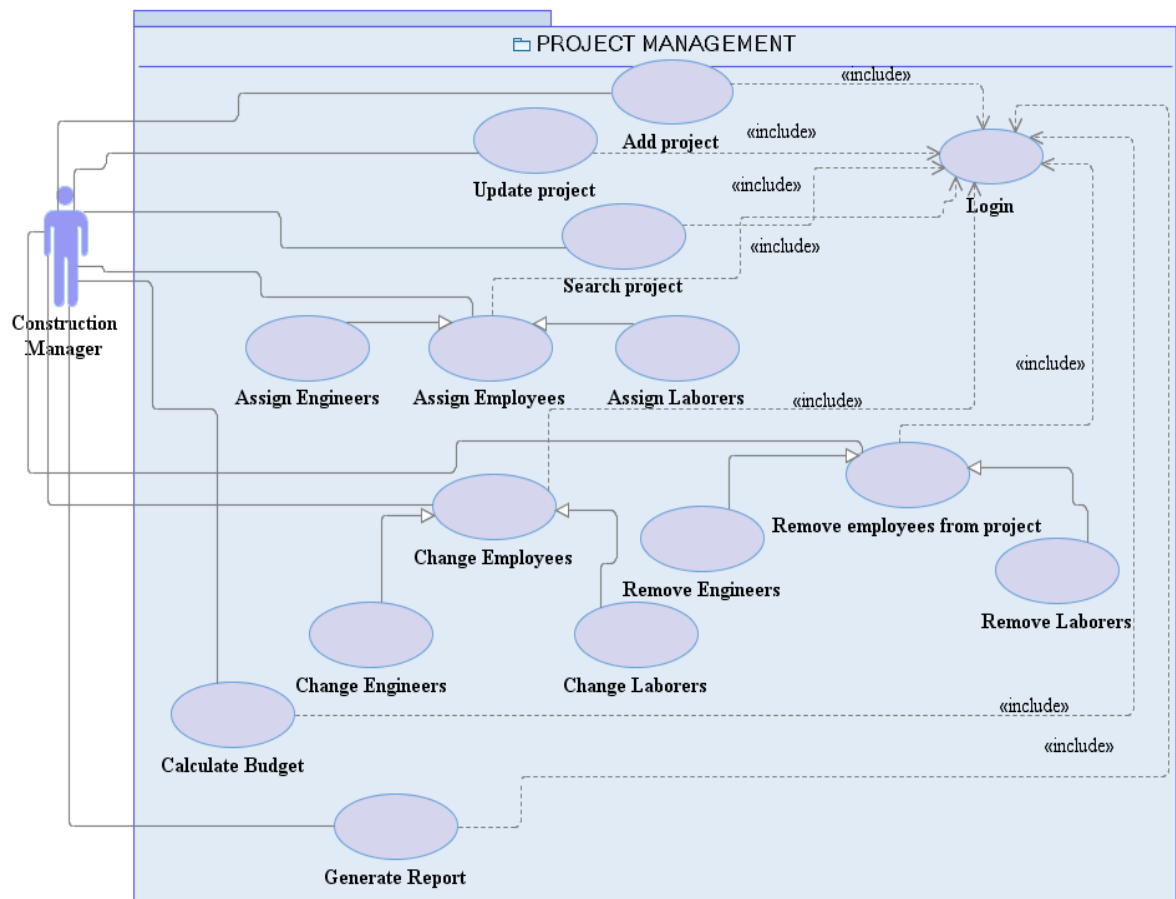 PROJECT MANAGEMENT
«include»
Add project
«include»
Update project
«include»
Login
«include»
Search project
Construction
Manager
«include»
Assign Engineers
Assign Employees
Assign Laborers
«include»
Remove employees from project
Change Employees
Remove Engineers
Remove Laborers
Change Engineers
Change Laborers
«include»
Calculate Budget
«include»
Generate Report